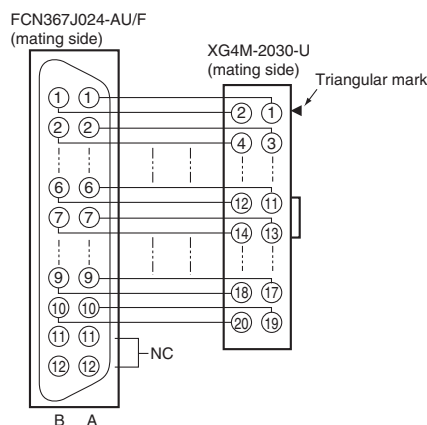 FCN367J024-AU/F
(mating side)
XG4M-2030-U
(mating side)
Triangular mark
1 1
2 1
2 2
4 3
6 6
12 11
7 7
14 13
9 9
18 17
10 10
20 19
11 11
NC
12 12
B A